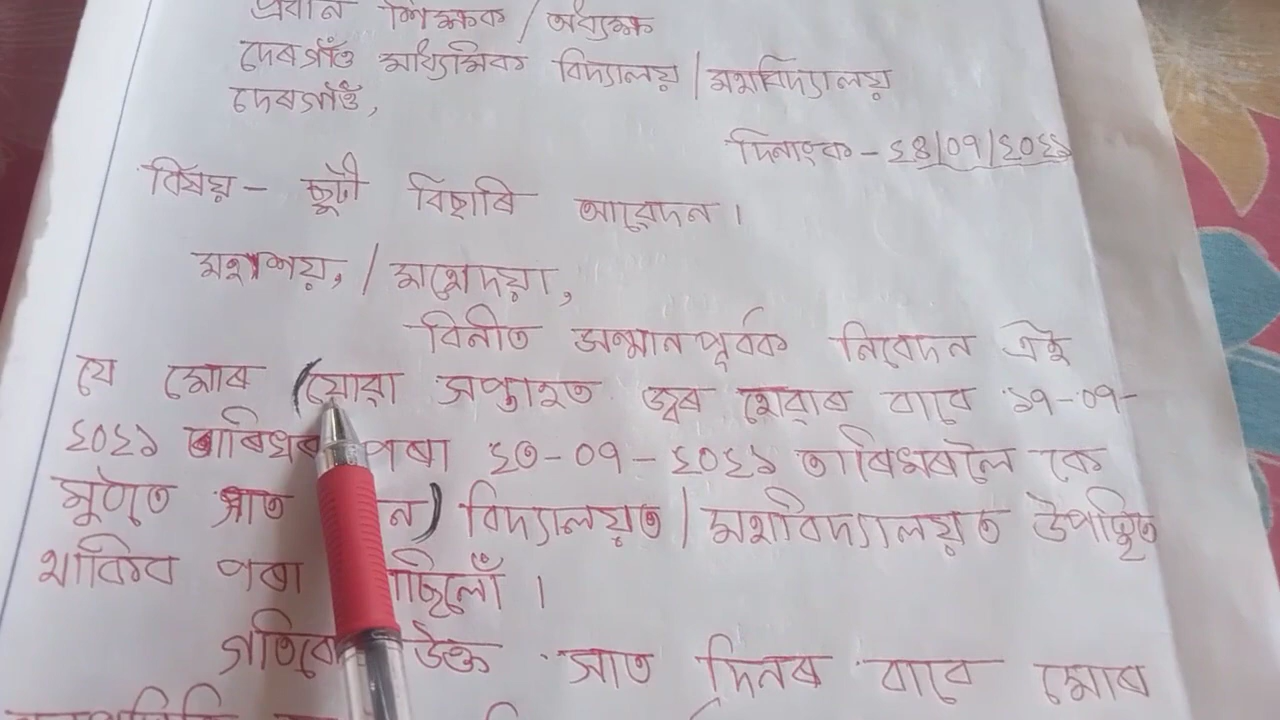 প্ৰধান শিক্ষক / অধ্যক্ষ
দেৰগাঁও মাধ্যমিক বিদ্যালয় / মহাবিদ্যালয়
দেৰগাঁও,
দিনাংক - ২৪/০৭/২০২১
বিষয় - ছুটী বিছাৰি আবেদন ।
মহাশয়, / মহোদয়া,
বিনীত সন্মানপূৰ্বক নিবেদন এই
যে মোৰ (যোৱা সপ্তাহত জ্বৰ হোৱাৰ বাবে ১৭-০৭-
২০২১ তাৰিখৰ পৰা ২৩-০৭-২০২১ তাৰিখলৈকে
মুঠতে সাত ন) বিদ্যালয়ত / মহাবিদ্যালয়ত উপস্থিত
থাকিব পৰা ছিলোঁ ।
উক্ত সাত দিনৰ বাবে মোৰ